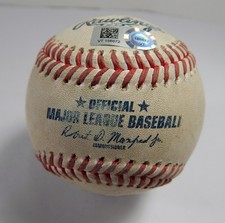 Rawlings
OFFICIAL
MAJOR LEAGUE BASEBALL
Robert D. Manfred Jr.
COMMISSIONER